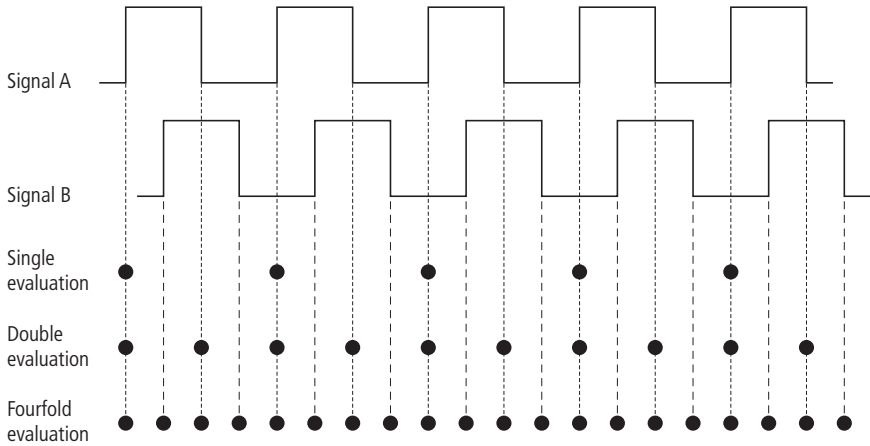 Signal A
Signal B
Single
evaluation
Double
evaluation
Fourfold
evaluation